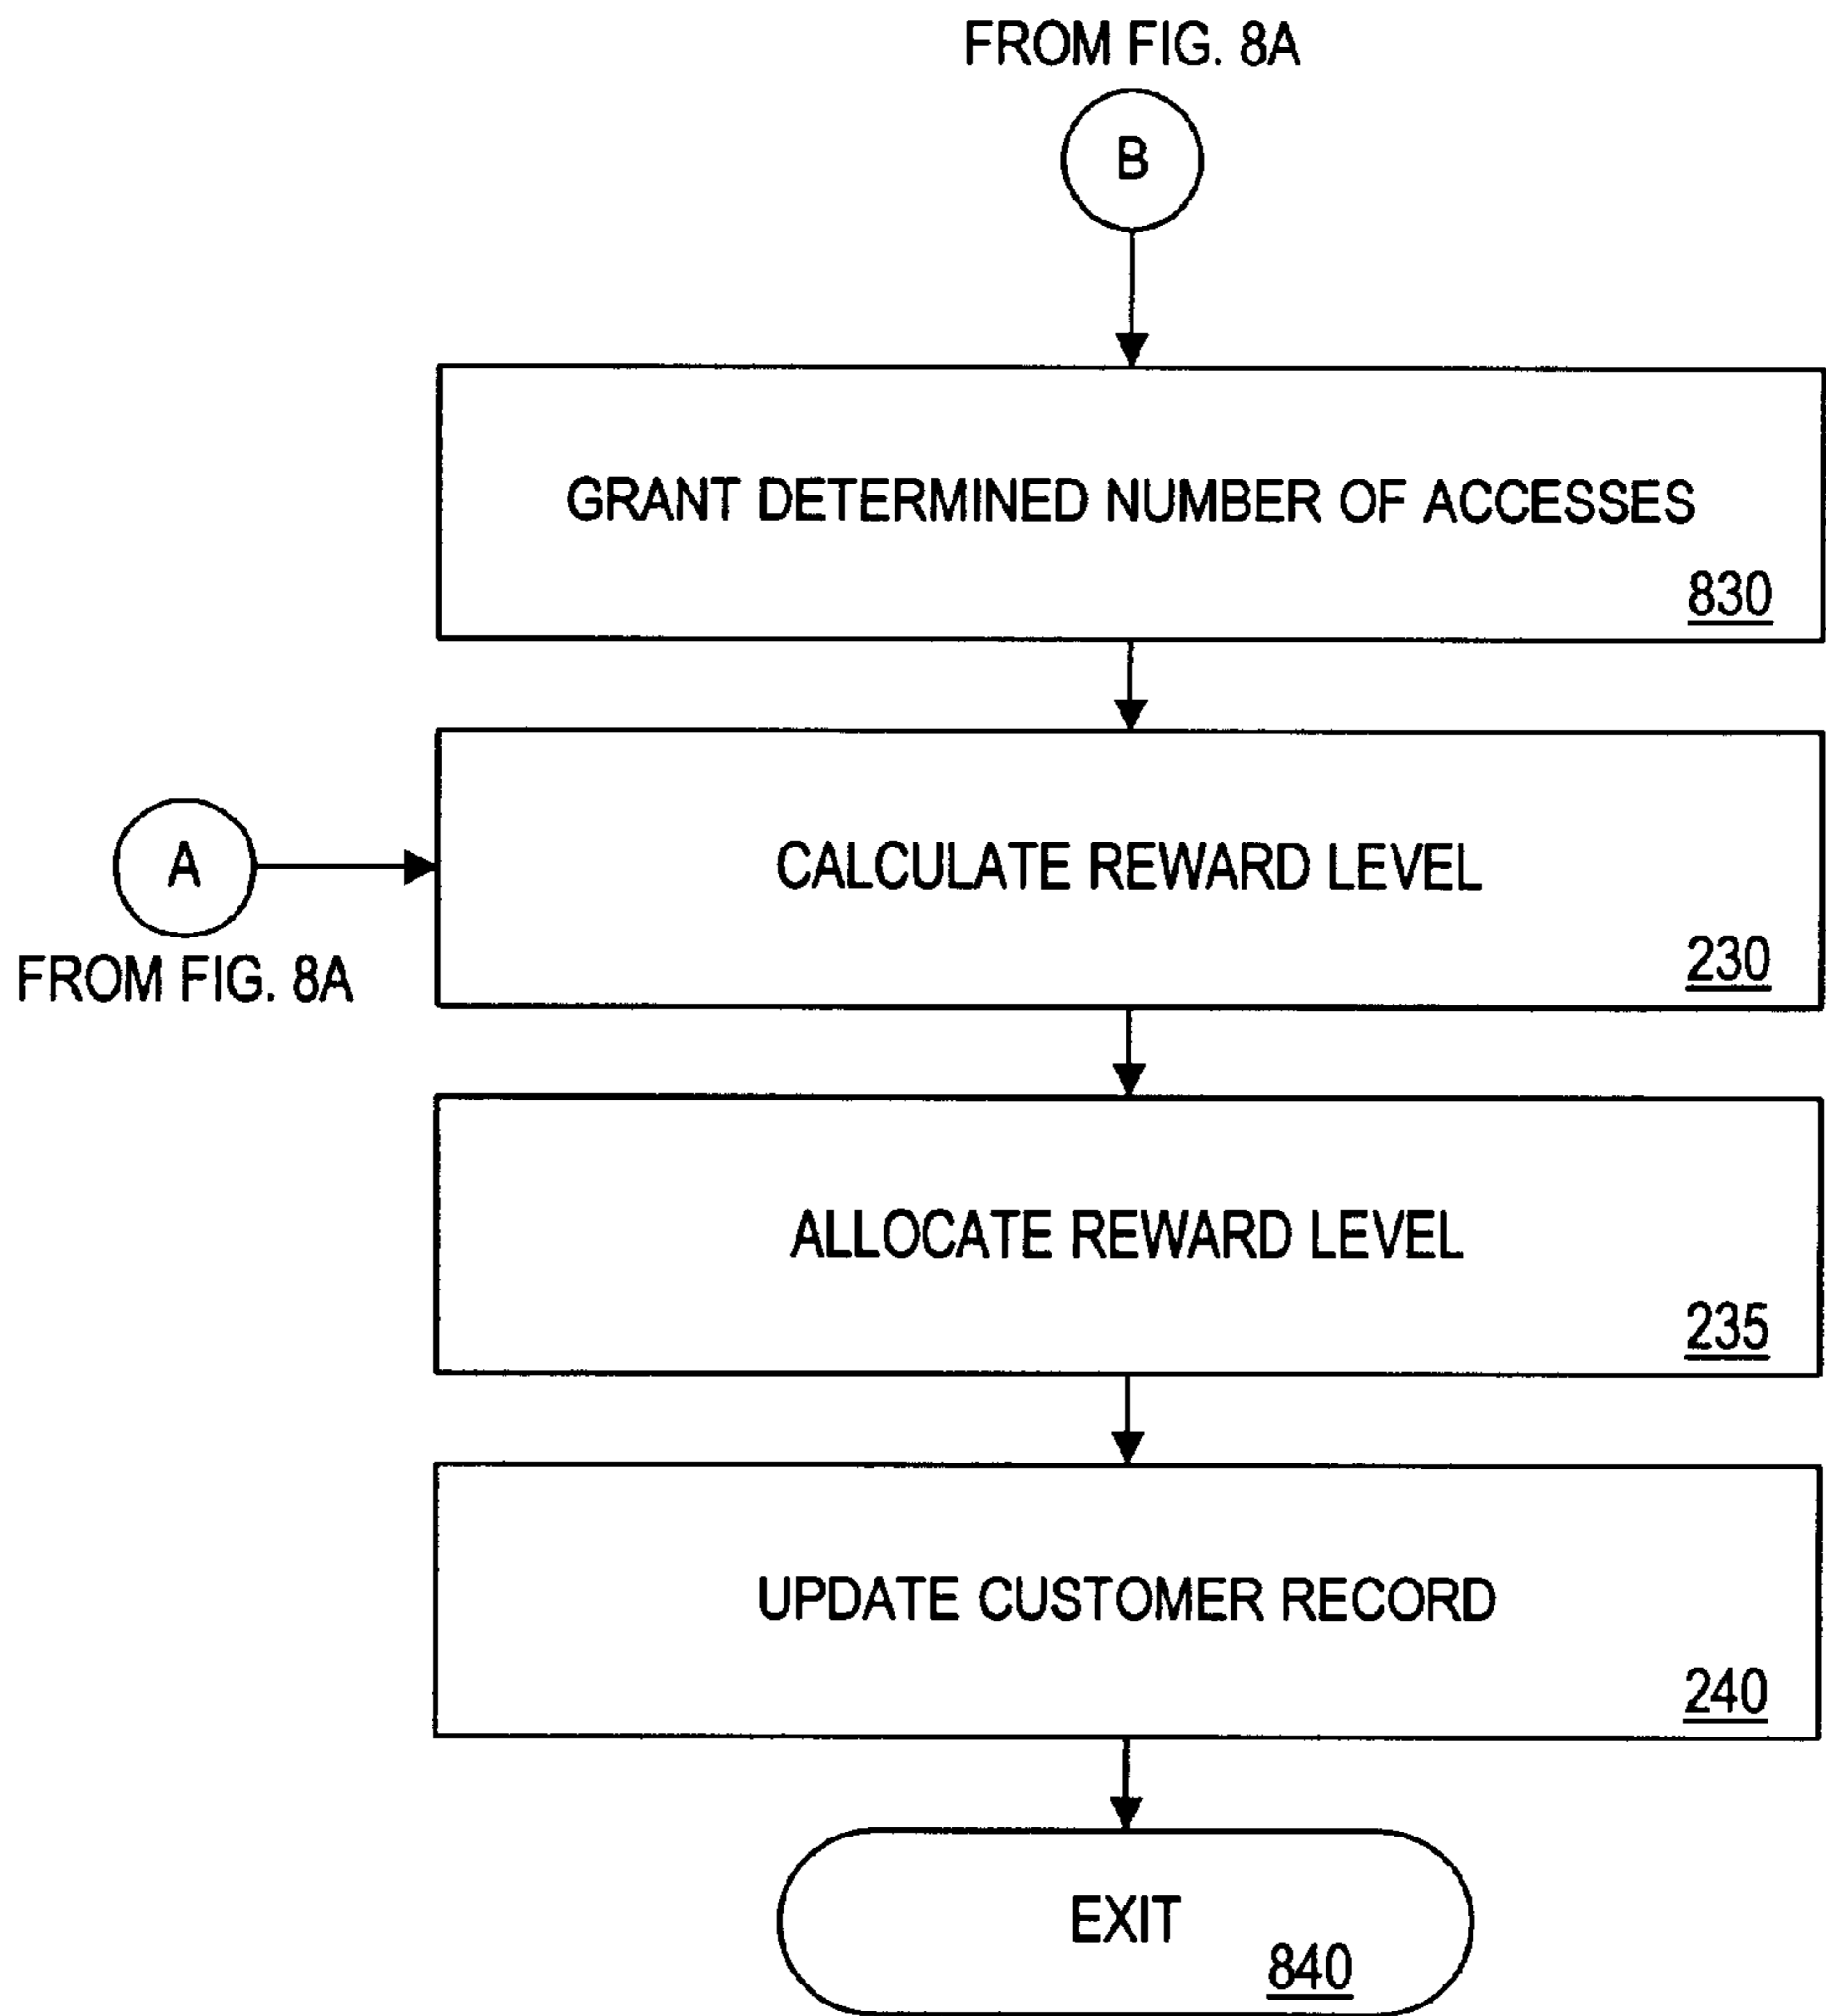 FROM FIG. 8A
B
GRANT DETERMINED NUMBER OF ACCESSES
830
A
FROM FIG. 8A
CALCULATE REWARD LEVEL
230
ALLOCATE REWARD LEVEL
235
UPDATE CUSTOMER RECORD
240
EXIT
840